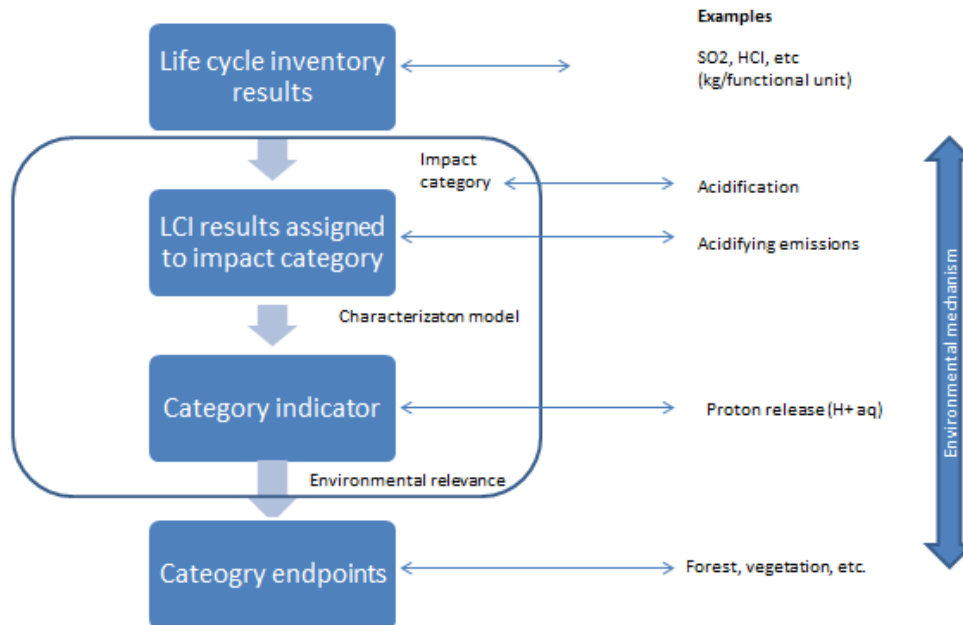 Examples
Life cycle inventory
results
SO2, HCl, etc
(kg/functional unit)
Impact
category
Acidification
LCI results assigned
to impact category
Acidifying emissions
Characterizaton model
Category indicator
Proton release (H+ aq)
Environmental relevance
Cateogry endpoints
Forest, vegetation, etc.
Environmental mechanism